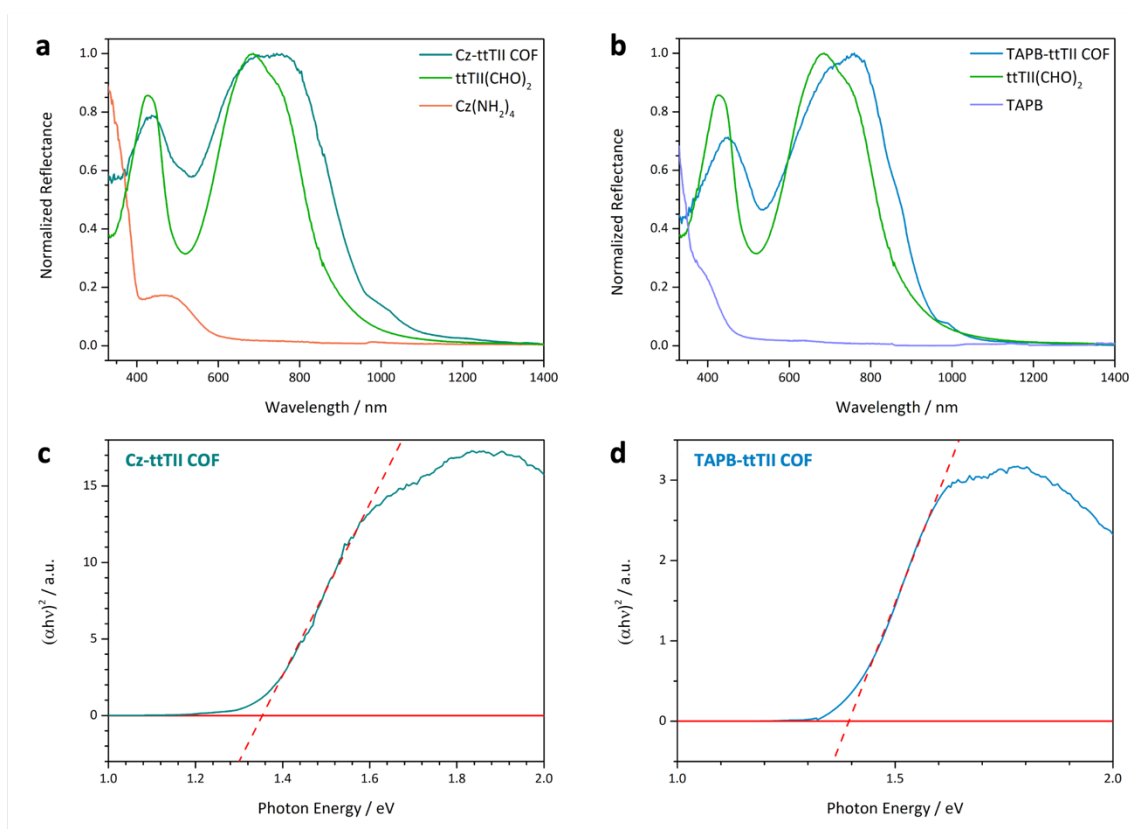 a
Cz-ttTII COF
ttTII(CHO)₂
Cz(NH₂)₄
1.0
0.8
0.6
0.4
0.2
0.0
Normalized Reflectance
400
600
800
1000
1200
1400
Wavelength / nm
b
TAPB-ttTII COF
ttTII(CHO)₂
TAPB
1.0
0.8
0.6
0.4
0.2
0.0
Normalized Reflectance
400
600
800
1000
1200
1400
Wavelength / nm
c
Cz-ttTII COF
15
10
5
0
(αhν)² / a.u.
1.0
1.2
1.4
1.6
1.8
2.0
Photon Energy / eV
d
TAPB-ttTII COF
3
2
1
0
(αhν)² / a.u.
1.0
1.5
2.0
Photon Energy / eV